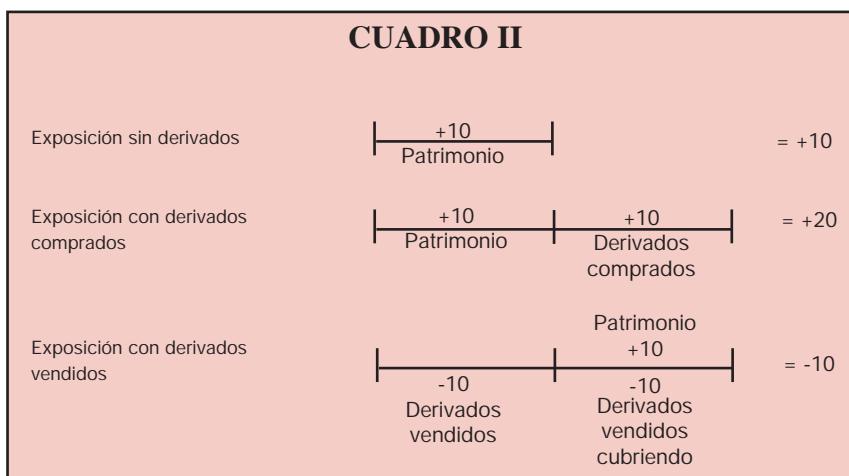 CUADRO II
Exposición sin derivados
+10
Patrimonio
= +10
Exposición con derivados
comprados
+10
Patrimonio
+10
Derivados
comprados
= +20
Exposición con derivados
vendidos
-10
Derivados
vendidos
Patrimonio
+10
-10
Derivados
vendidos
cubriendo
= -10